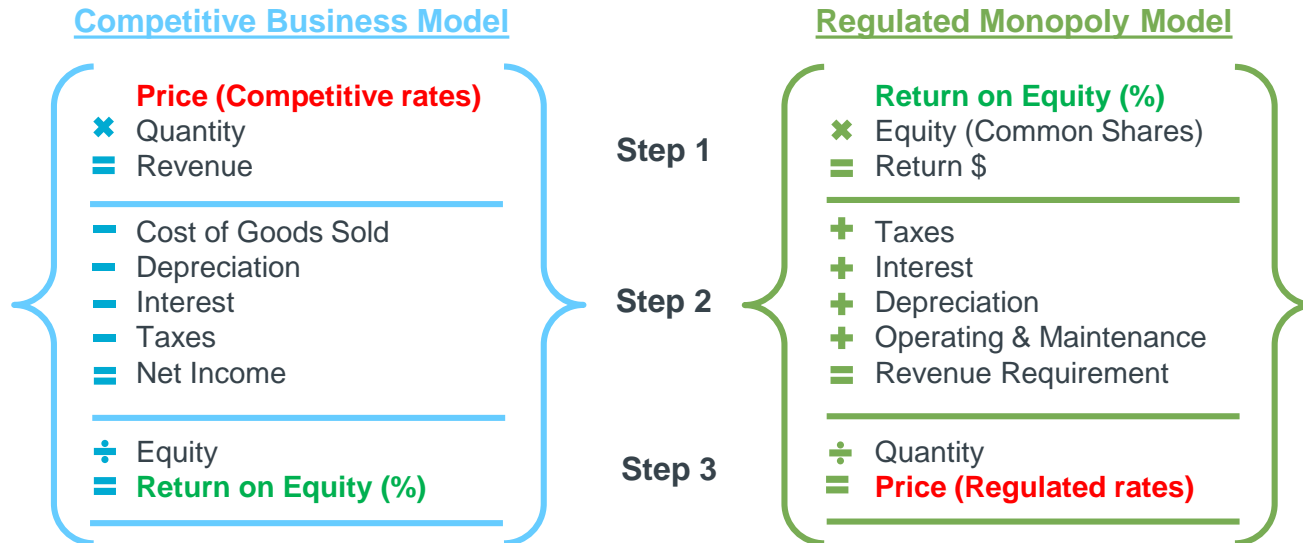 Competitive Business Model
Price (Competitive rates)
✖ Quantity
= Revenue
− Cost of Goods Sold
− Depreciation
− Interest
− Taxes
= Net Income
÷ Equity
= Return on Equity (%)
Step 1
Step 2
Step 3
Regulated Monopoly Model
Return on Equity (%)
✖ Equity (Common Shares)
= Return $
+ Taxes
+ Interest
+ Depreciation
+ Operating & Maintenance
= Revenue Requirement
÷ Quantity
= Price (Regulated rates)